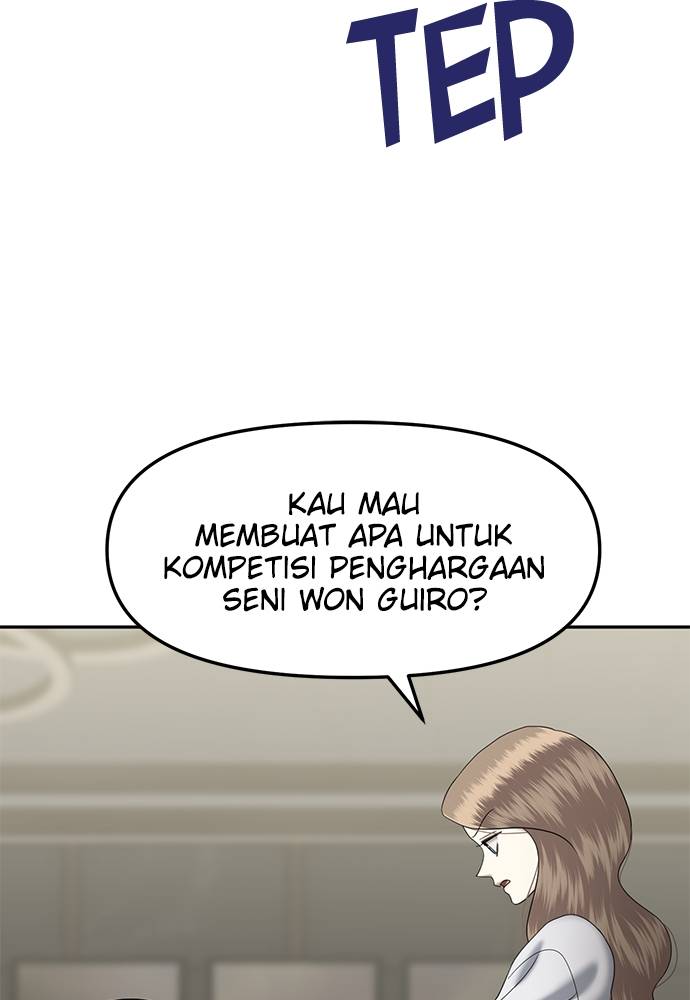 TEP
KAU MAU
MEMBUAT APA UNTUK
KOMPETISI PENGHARGAAN
SENI WON GUIRO?